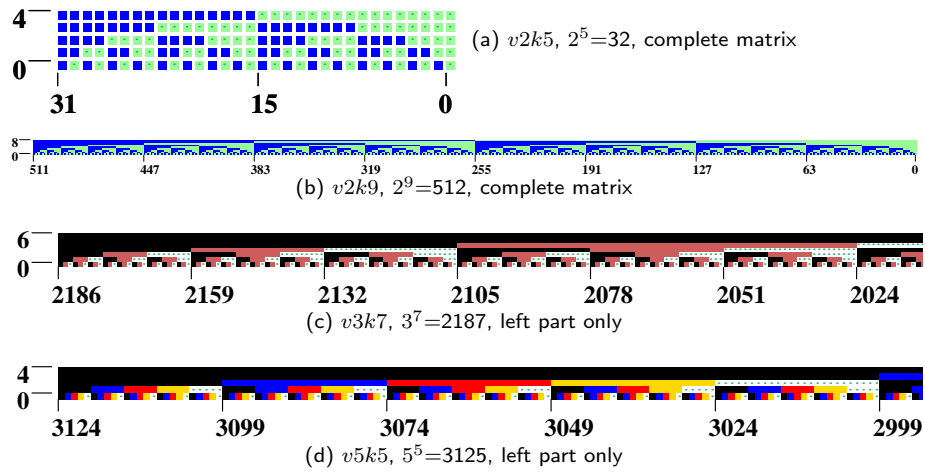 4
0
31 15 0
(a) v2k5, 2^5=32, complete matrix
8
0
511 447 383 319 255 191 127 63 0
(b) v2k9, 2^9=512, complete matrix
6
0
2186 2159 2132 2105 2078 2051 2024
(c) v3k7, 3^7=2187, left part only
4
0
3124 3099 3074 3049 3024 2999
(d) v5k5, 5^5=3125, left part only